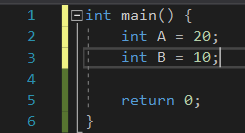 1 int main() {
2 int A = 20;
3 int B = 10;
4
5 return 0;
6 }